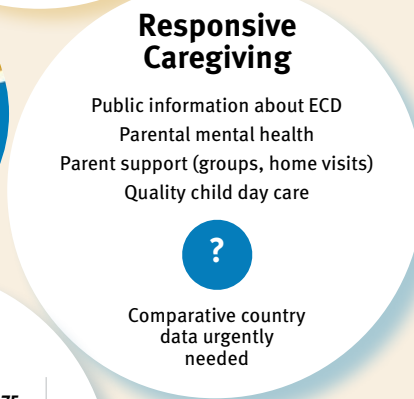 Responsive
Caregiving
Public information about ECD
Parental mental health
Parent support (groups, home visits)
Quality child day care
?
Comparative country
data urgently
needed